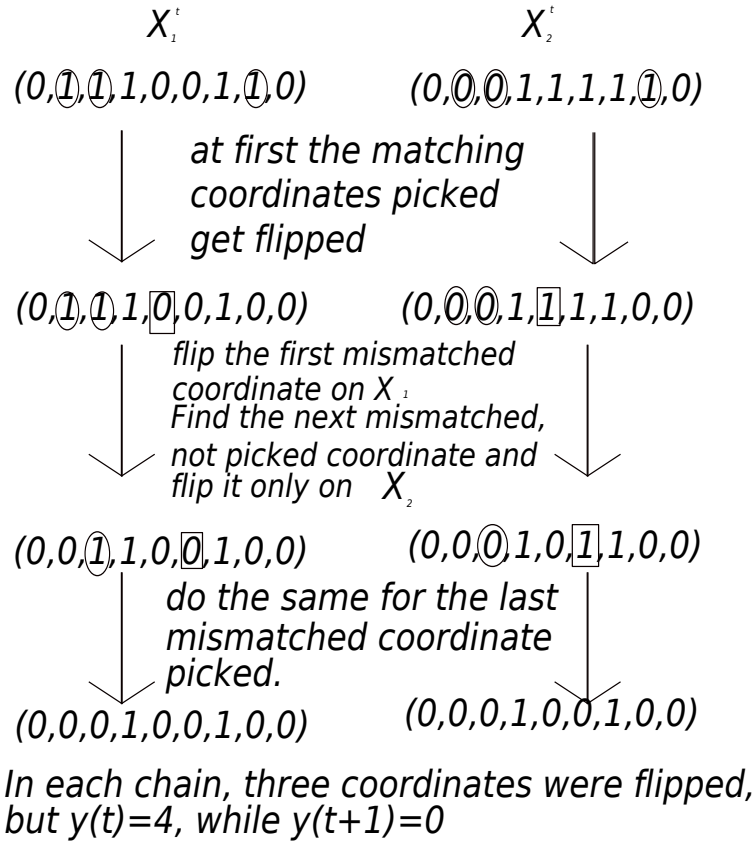 X₁ᵗ X₂ᵗ
(0,1,1,1,0,0,1,1,0) (0,0,0,1,1,1,1,1,0)
at first the matching
coordinates picked
get flipped
(0,1,1,1,0,0,1,0,0) (0,0,0,1,1,1,1,0,0)
flip the first mismatched
coordinate on X₁
Find the next mismatched,
not picked coordinate and
flip it only on X₂
(0,0,1,1,0,0,1,0,0) (0,0,0,1,0,1,1,0,0)
do the same for the last
mismatched coordinate
picked.
(0,0,0,1,0,0,1,0,0) (0,0,0,1,0,0,1,0,0)
In each chain, three coordinates were flipped,
but y(t)=4, while y(t+1)=0